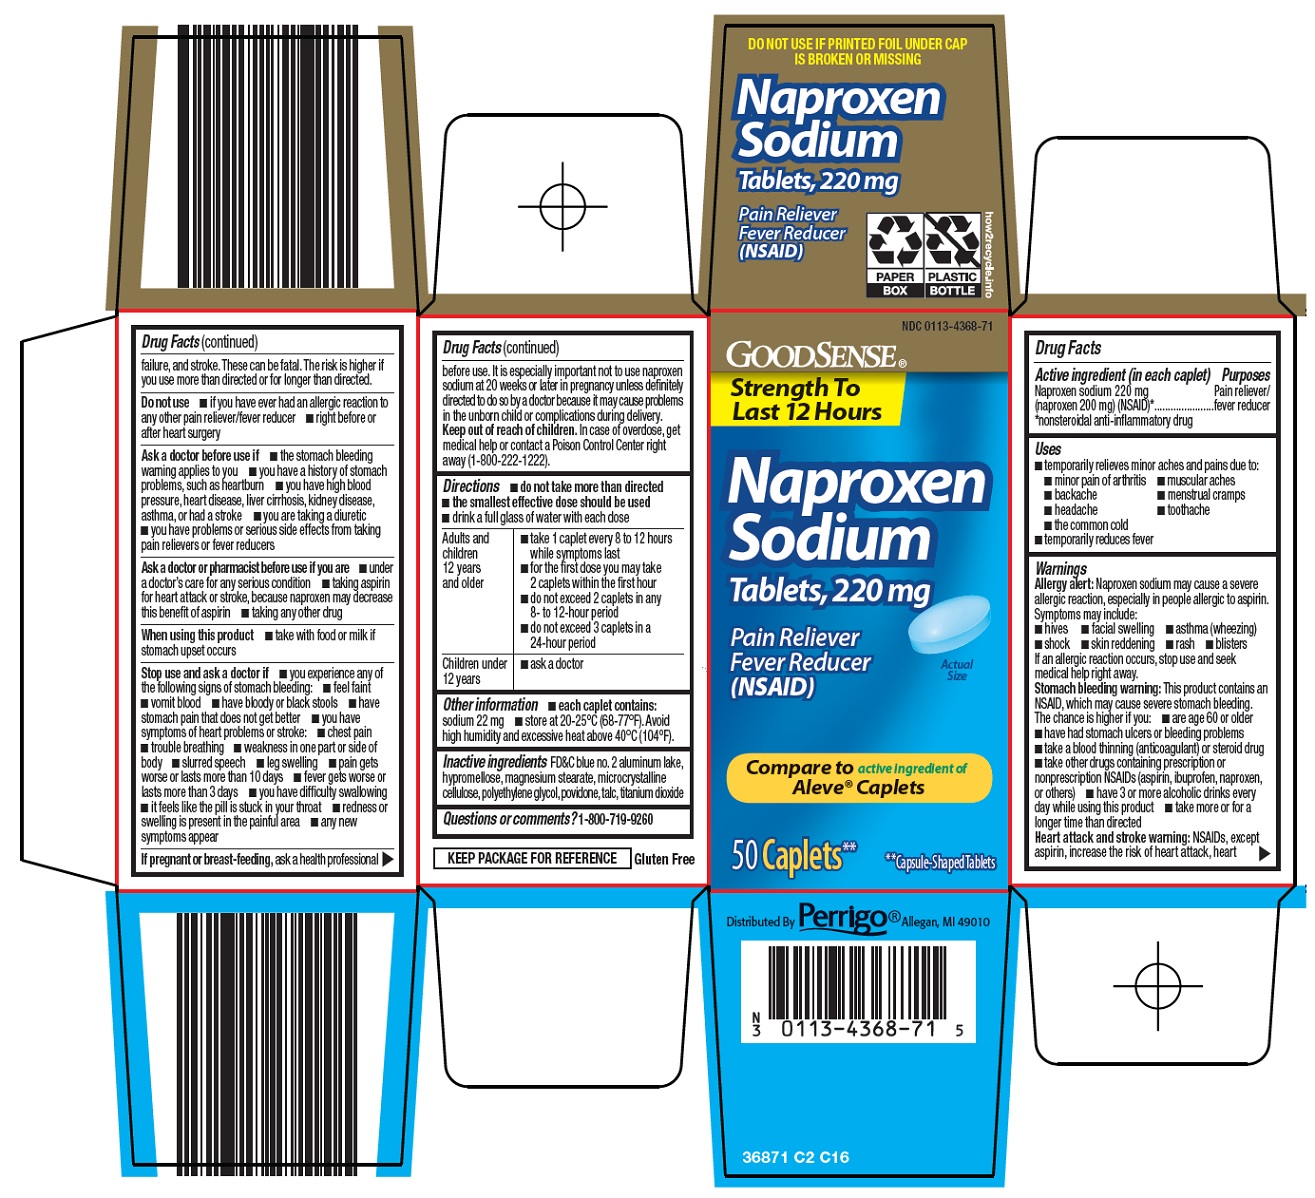 DO NOT USE IF PRINTED FOIL UNDER CAP
IS BROKEN OR MISSING
Naproxen
Sodium
Tablets, 220 mg
Pain Reliever
Fever Reducer
(NSAID)
PAPER
BOX
PLASTIC
BOTTLE
how2recycle.info
NDC 0113-4368-71
GOODSENSE®
Strength To
Last 12 Hours
Naproxen
Sodium
Tablets, 220 mg
Pain Reliever
Fever Reducer
(NSAID)
Actual
Size
Compare to active ingredient of
Aleve® Caplets
50 Caplets**
**Capsule-Shaped Tablets
Distributed By Perrigo® Allegan, MI 49010
N
3 0113-4368-71 5
36871 C2 C16
Drug Facts
Active ingredient (in each caplet) Purposes
Naproxen sodium 220 mg Pain reliever/
(naproxen 200 mg) (NSAID)*......................fever reducer
*nonsteroidal anti-inflammatory drug
Uses
■ temporarily relieves minor aches and pains due to:
■ minor pain of arthritis ■ muscular aches
■ backache ■ menstrual cramps
■ headache ■ toothache
■ the common cold
■ temporarily reduces fever
Warnings
Allergy alert: Naproxen sodium may cause a severe
allergic reaction, especially in people allergic to aspirin.
Symptoms may include:
■ hives ■ facial swelling ■ asthma (wheezing)
■ shock ■ skin reddening ■ rash ■ blisters
If an allergic reaction occurs, stop use and seek
medical help right away.
Stomach bleeding warning: This product contains an
NSAID, which may cause severe stomach bleeding.
The chance is higher if you: ■ are age 60 or older
■ have had stomach ulcers or bleeding problems
■ take a blood thinning (anticoagulant) or steroid drug
■ take other drugs containing prescription or
nonprescription NSAIDs (aspirin, ibuprofen, naproxen,
or others) ■ have 3 or more alcoholic drinks every
day while using this product ■ take more or for a
longer time than directed
Heart attack and stroke warning: NSAIDs, except
aspirin, increase the risk of heart attack, heart ▶
Drug Facts (continued)
failure, and stroke. These can be fatal. The risk is higher if
you use more than directed or for longer than directed.
Do not use ■ if you have ever had an allergic reaction to
any other pain reliever/fever reducer ■ right before or
after heart surgery
Ask a doctor before use if ■ the stomach bleeding
warning applies to you ■ you have a history of stomach
problems, such as heartburn ■ you have high blood
pressure, heart disease, liver cirrhosis, kidney disease,
asthma, or had a stroke ■ you are taking a diuretic
■ you have problems or serious side effects from taking
pain relievers or fever reducers
Ask a doctor or pharmacist before use if you are ■ under
a doctor's care for any serious condition ■ taking aspirin
for heart attack or stroke, because naproxen may decrease
this benefit of aspirin ■ taking any other drug
When using this product ■ take with food or milk if
stomach upset occurs
Stop use and ask a doctor if ■ you experience any of
the following signs of stomach bleeding: ■ feel faint
■ vomit blood ■ have bloody or black stools ■ have
stomach pain that does not get better ■ you have
symptoms of heart problems or stroke: ■ chest pain
■ trouble breathing ■ weakness in one part or side of
body ■ slurred speech ■ leg swelling ■ pain gets
worse or lasts more than 10 days ■ fever gets worse or
lasts more than 3 days ■ you have difficulty swallowing
■ it feels like the pill is stuck in your throat ■ redness or
swelling is present in the painful area ■ any new
symptoms appear
If pregnant or breast-feeding, ask a health professional ▶
Drug Facts (continued)
before use. It is especially important not to use naproxen
sodium at 20 weeks or later in pregnancy unless definitely
directed to do so by a doctor because it may cause problems
in the unborn child or complications during delivery.
Keep out of reach of children. In case of overdose, get
medical help or contact a Poison Control Center right
away (1-800-222-1222).
Directions ■ do not take more than directed
■ the smallest effective dose should be used
■ drink a full glass of water with each dose
Adults and
children
12 years
and older
■ take 1 caplet every 8 to 12 hours
while symptoms last
■ for the first dose you may take
2 caplets within the first hour
■ do not exceed 2 caplets in any
8- to 12-hour period
■ do not exceed 3 caplets in a
24-hour period
Children under
12 years
■ ask a doctor
Other information ■ each caplet contains:
sodium 22 mg ■ store at 20-25°C (68-77°F). Avoid
high humidity and excessive heat above 40°C (104°F).
Inactive ingredients FD&C blue no. 2 aluminum lake,
hypromellose, magnesium stearate, microcrystalline
cellulose, polyethylene glycol, povidone, talc, titanium dioxide
Questions or comments? 1-800-719-9260
KEEP PACKAGE FOR REFERENCE Gluten Free